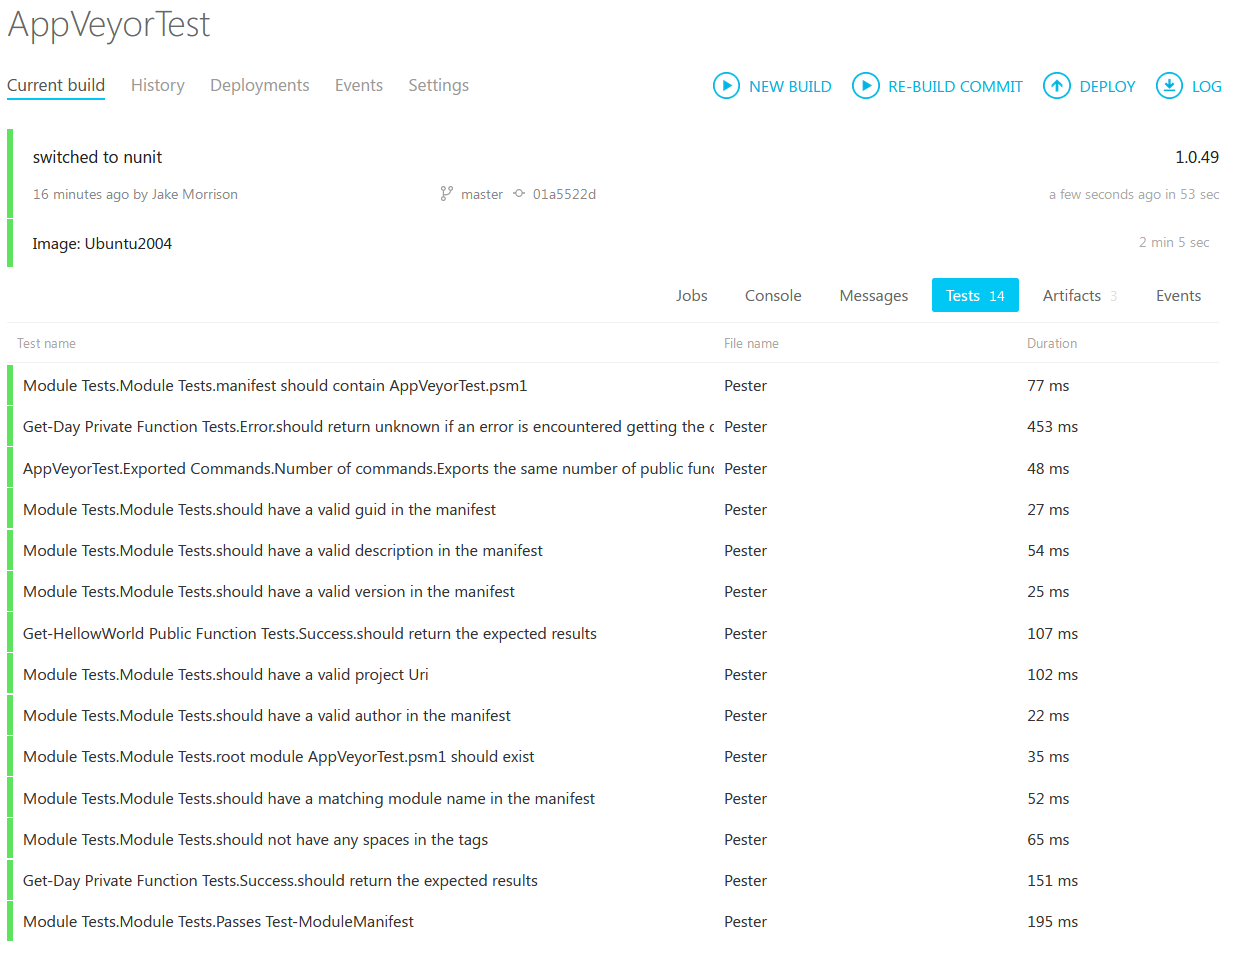 AppVeyorTest
Current build History Deployments Events Settings NEW BUILD RE-BUILD COMMIT DEPLOY LOG
switched to nunit 1.0.49
16 minutes ago by Jake Morrison master 01a5522d a few seconds ago in 53 sec
Image: Ubuntu2004 2 min 5 sec
Jobs Console Messages Tests 14 Artifacts 3 Events
Test name File name Duration
Module Tests.Module Tests.manifest should contain AppVeyorTest.psm1 Pester 77 ms
Get-Day Private Function Tests.Error.should return unknown if an error is encountered getting the Pester 453 ms
AppVeyorTest.Exported Commands.Number of commands.Exports the same number of public Pester 48 ms
Module Tests.Module Tests.should have a valid guid in the manifest Pester 27 ms
Module Tests.Module Tests.should have a valid description in the manifest Pester 54 ms
Module Tests.Module Tests.should have a valid version in the manifest Pester 25 ms
Get-HellowWorld Public Function Tests.Success.should return the expected results Pester 107 ms
Module Tests.Module Tests.should have a valid project Uri Pester 102 ms
Module Tests.Module Tests.should have a valid author in the manifest Pester 22 ms
Module Tests.Module Tests.root module AppVeyorTest.psm1 should exist Pester 35 ms
Module Tests.Module Tests.should have a matching module name in the manifest Pester 52 ms
Module Tests.Module Tests.should not have any spaces in the tags Pester 65 ms
Get-Day Private Function Tests.Success.should return the expected results Pester 151 ms
Module Tests.Module Tests.Passes Test-ModuleManifest Pester 195 ms